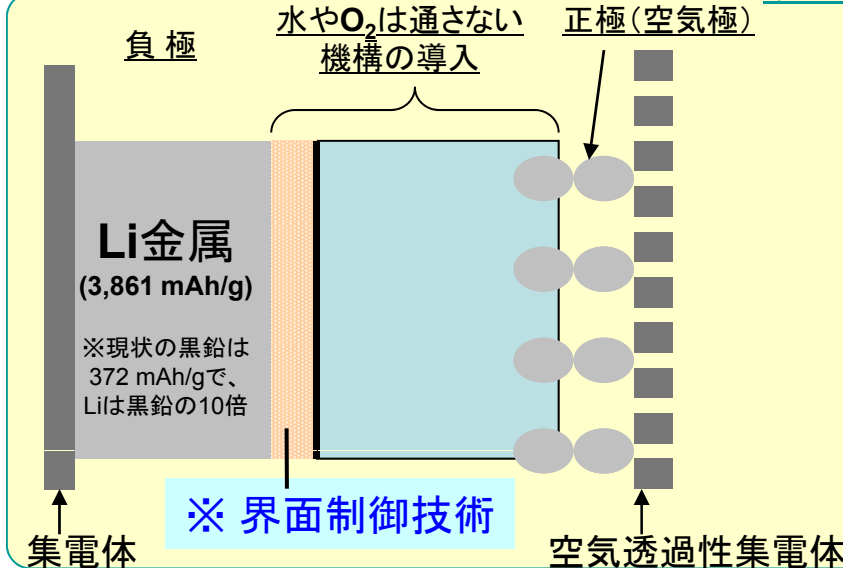 負 極
水やO₂は通さない
機構の導入
正極（空気極）
Li金属
(3,861 mAh/g)
※現状の黒鉛は
372 mAh/gで、
Liは黒鉛の10倍
※ 界面制御技術
集電体
空気透過性集電体